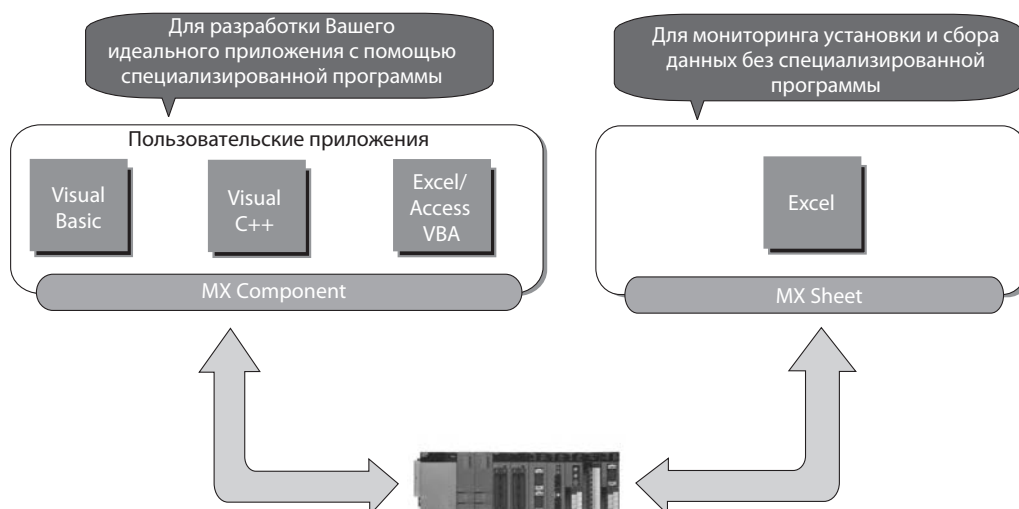 Для разработки Вашего
идеального приложения с помощью
специализированной программы
Для мониторинга установки и сбора
данных без специализированной
программы
Пользовательские приложения
Visual
Basic
Visual
C++
Excel/
Access
VBA
MX Component
Excel
MX Sheet